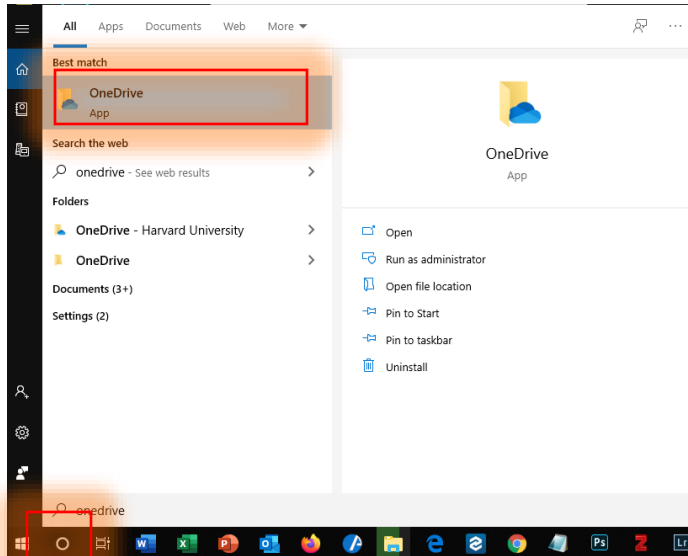 All Apps Documents Web More
Best match
OneDrive
App
Search the web
onedrive - See web results
Folders
OneDrive - Harvard University
OneDrive
Documents (3+)
Settings (2)
OneDrive
App
Open
Run as administrator
Open file location
Pin to Start
Pin to taskbar
Uninstall
onedrive
W X P O e Ps Z Lr